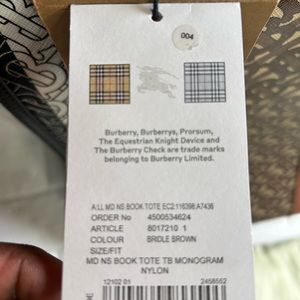 004
Burberry, Burberrys, Prorsum,
The Equestrian Knight Device and
The Burberry Check are trade marks
belonging to Burberry Limited.
A:LL MD NS BOOK TOTE EC2:116398:A7436
ORDER No 4500534624
ARTICLE 8017210 1
COLOUR BRIDLE BROWN
SIZE/FIT
MD NS BOOK TOTE TB MONOGRAM
NYLON
12102 01 2458552